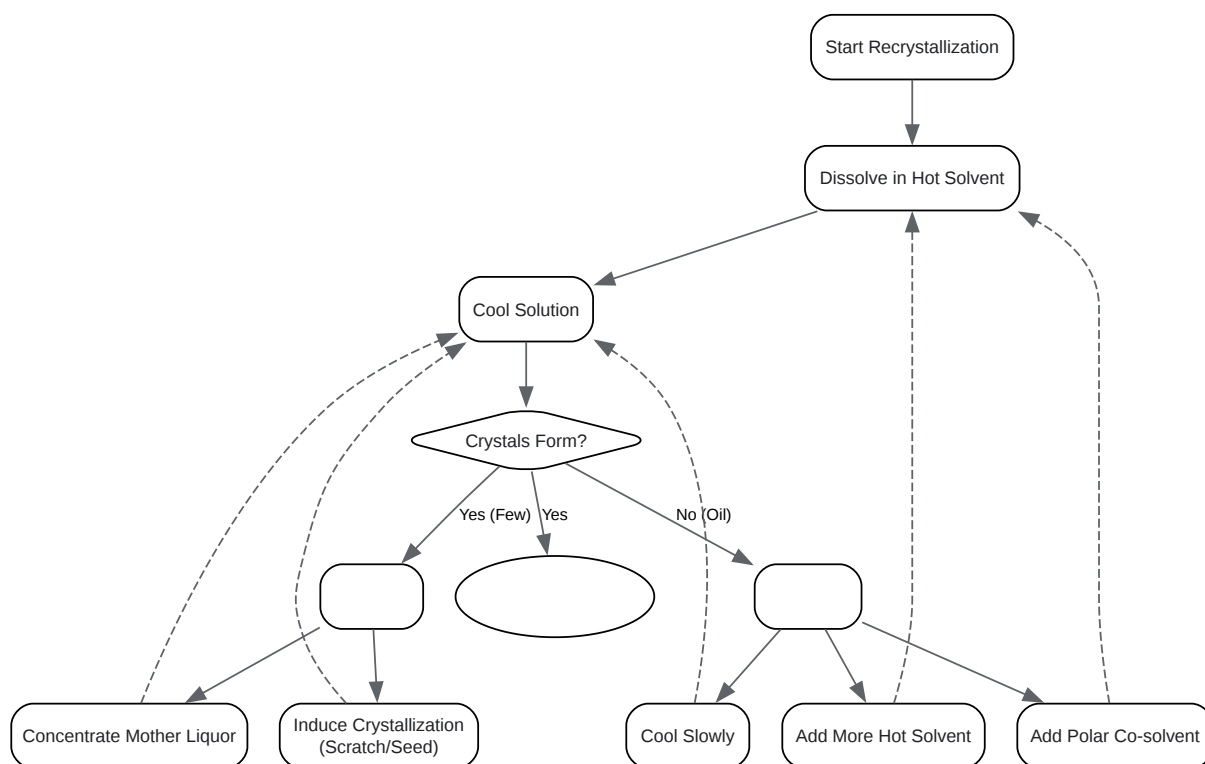 Start Recrystallization
Dissolve in Hot Solvent
Cool Solution
Crystals Form?
Yes (Few)
Yes
No (Oil)
Concentrate Mother Liquor
Induce Crystallization
(Scratch/Seed)
Cool Slowly
Add More Hot Solvent
Add Polar Co-solvent